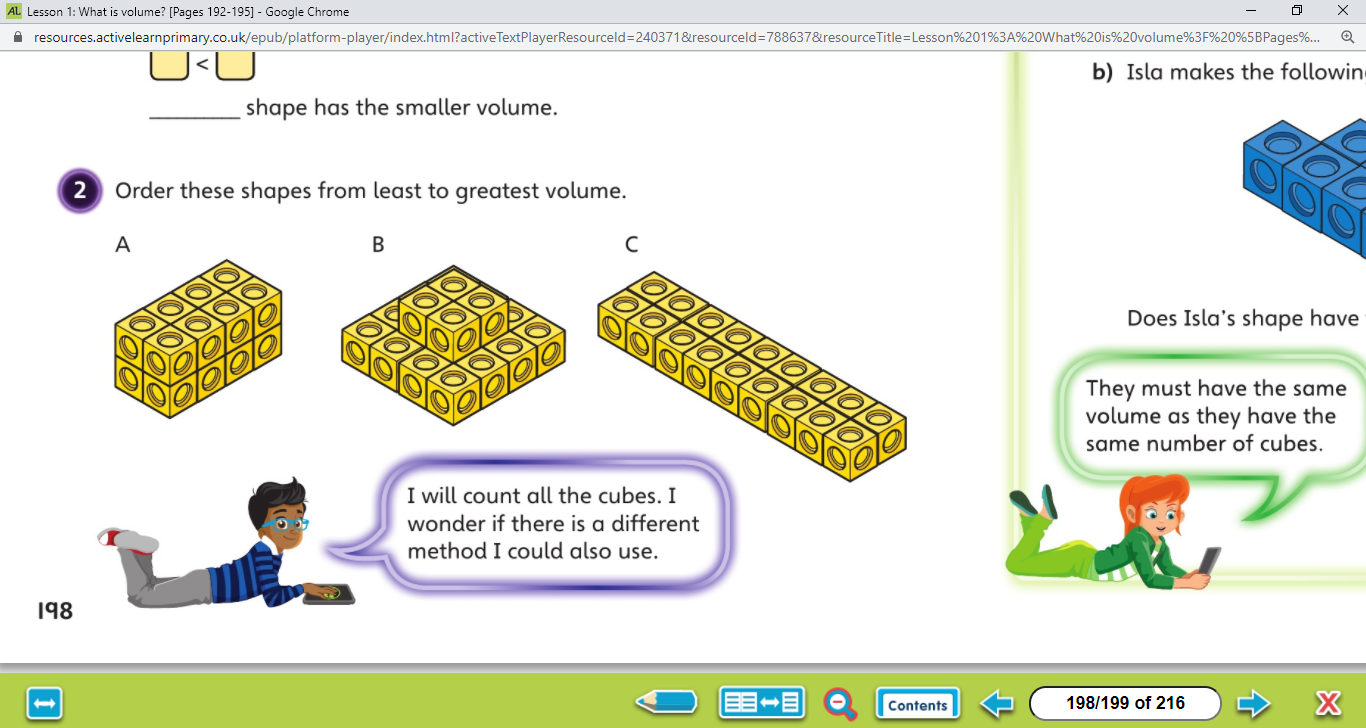 Lesson 1: What is volume? [Pages 192-195] - Google Chrome
resources.activelearnprimary.co.uk/epub/platform-player/index.html?activeTextPlayerResourceId=240371&resourceId=788637&resourceTitle=Lesson%201%3A%20What%20is%20volume%3F%20%5BPages%...
<
________ shape has the smaller volume.
2 Order these shapes from least to greatest volume.
A B C
I will count all the cubes. I
wonder if there is a different
method I could also use.
198
b) Isla makes the followin
Does Isla's shape have
They must have the same
volume as they have the
same number of cubes.
Contents
198/199 of 216
X